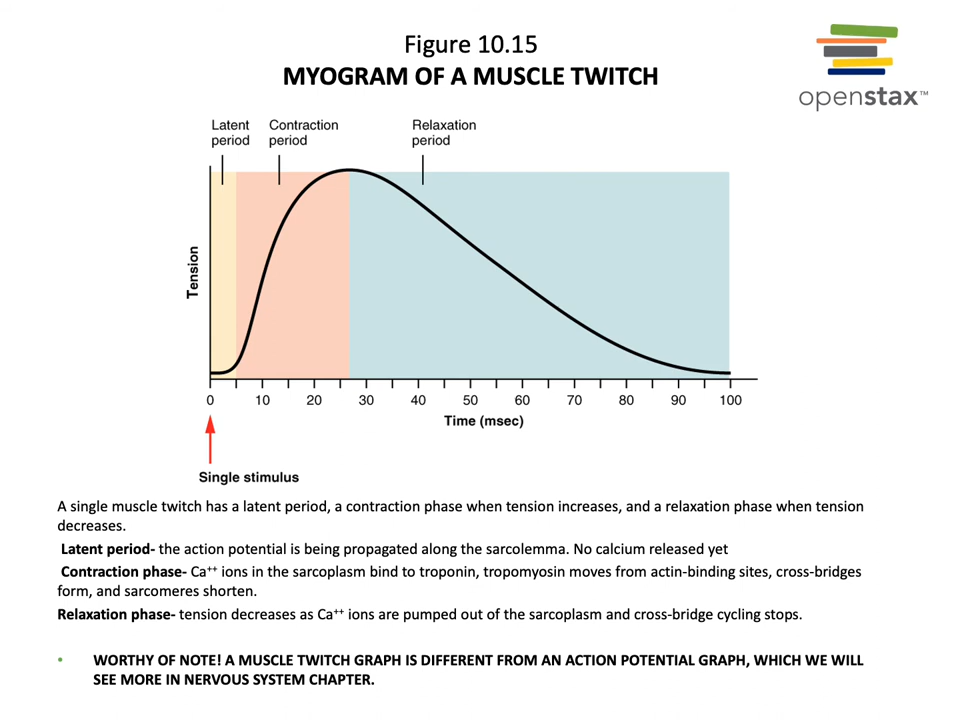 Figure 10.15
MYOGRAM OF A MUSCLE TWITCH
openstax™
Latent period
Contraction period
Relaxation period
Tension
0 10 20 30 40 50 60 70 80 90 100
Time (msec)
Single stimulus
A single muscle twitch has a latent period, a contraction phase when tension increases, and a relaxation phase when tension
decreases.
Latent period- the action potential is being propagated along the sarcolemma. No calcium released yet
Contraction phase- Ca⁺⁺ ions in the sarcoplasm bind to troponin, tropomyosin moves from actin-binding sites, cross-bridges
form, and sarcomeres shorten.
Relaxation phase- tension decreases as Ca⁺⁺ ions are pumped out of the sarcoplasm and cross-bridge cycling stops.
• WORTHY OF NOTE! A MUSCLE TWITCH GRAPH IS DIFFERENT FROM AN ACTION POTENTIAL GRAPH, WHICH WE WILL
SEE MORE IN NERVOUS SYSTEM CHAPTER.